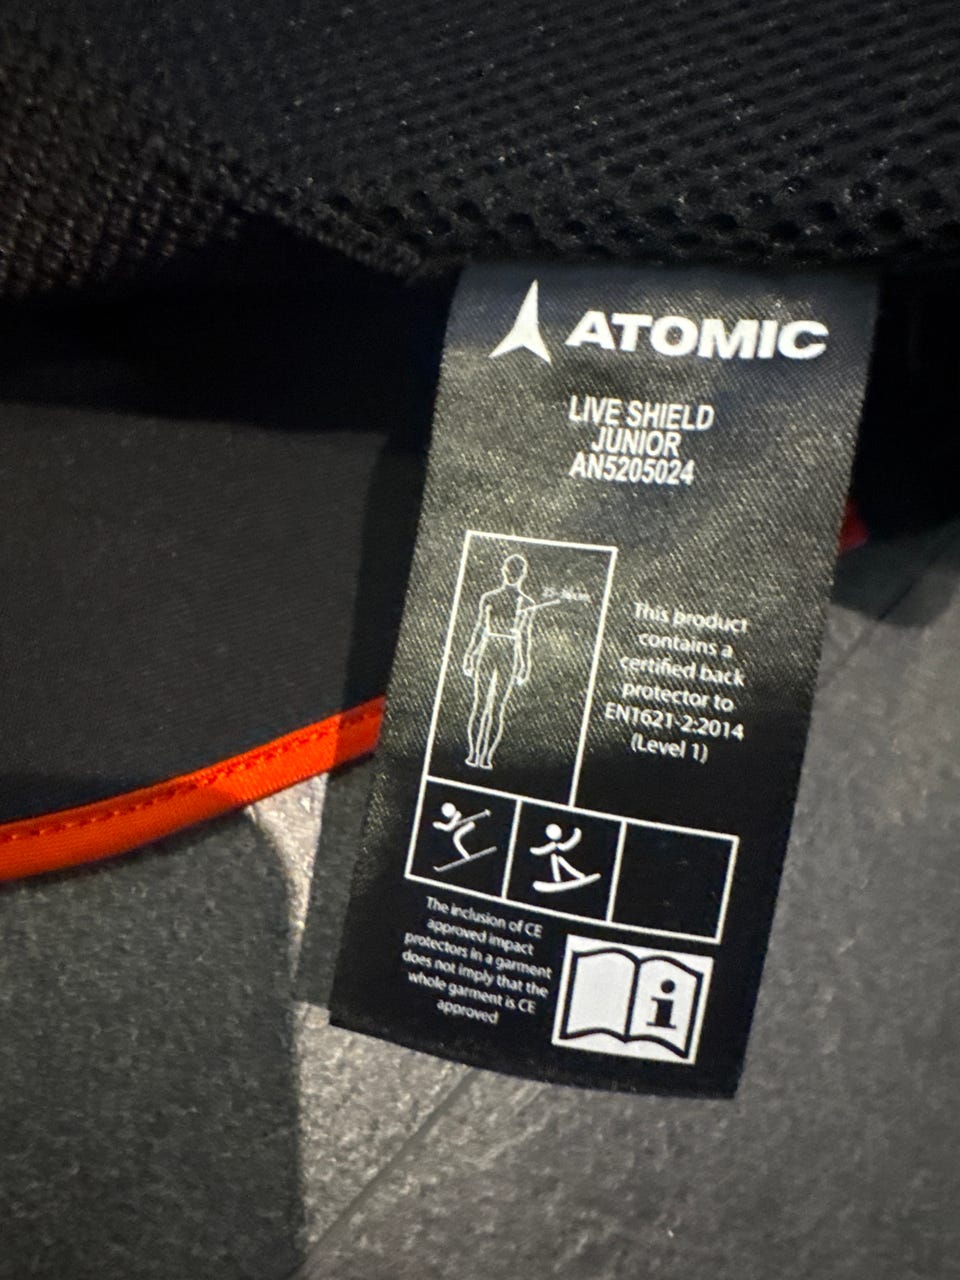 ATOMIC
LIVE SHIELD
JUNIOR
AN5205024
This product
contains a
certified back
protector to
EN1621-2:2014
(Level 1)
The inclusion of CE
approved impact
protectors in a garment
does not imply that the
whole garment is CE
approved
i